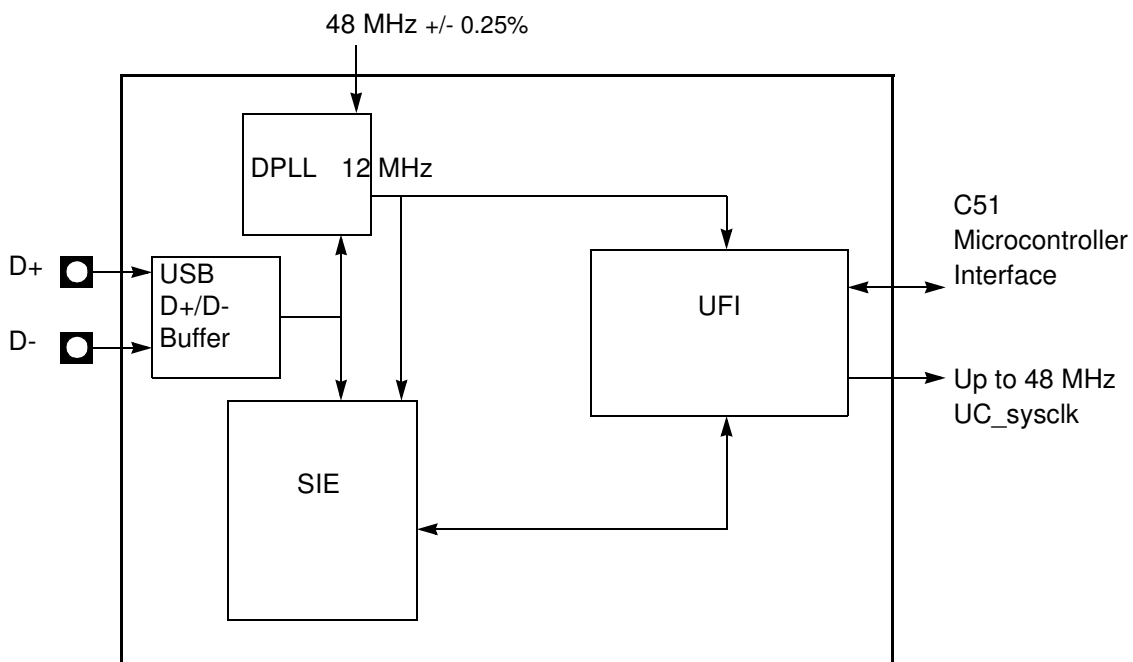 48 MHz +/- 0.25%
DPLL 12 MHz
C51
Microcontroller
Interface
D+
USB
D+/D-
Buffer
UFI
D-
Up to 48 MHz
UC_sysclk
SIE